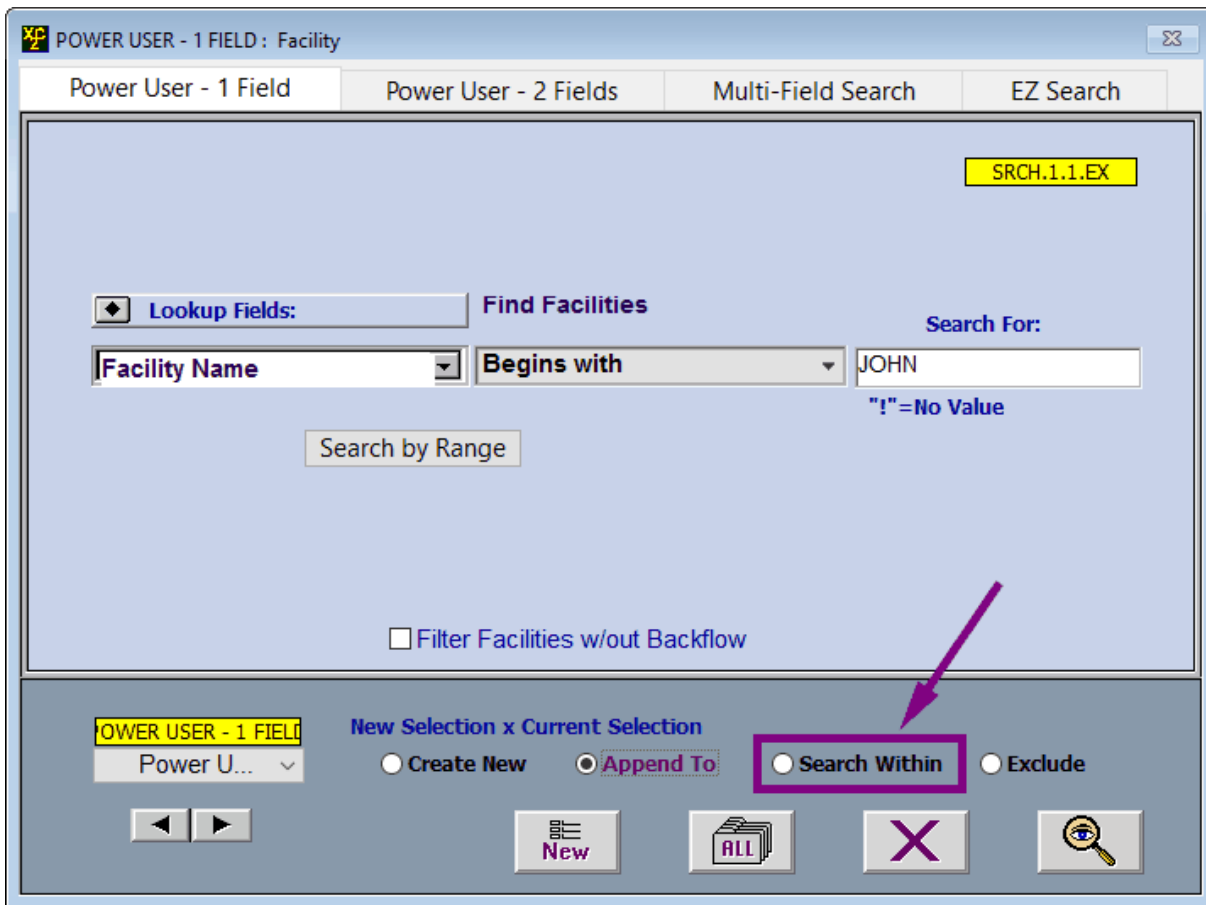 POWER USER - 1 FIELD : Facility
Power User - 1 Field
Power User - 2 Fields
Multi-Field Search
EZ Search
SRCH.1.1.EX
Lookup Fields:
Find Facilities
Search For:
Facility Name
Begins with
JOHN
"!"=No Value
Search by Range
Filter Facilities w/out Backflow
OWER USER - 1 FIELD
Power U...
New Selection x Current Selection
Create New
Append To
Search Within
Exclude
New
ALL